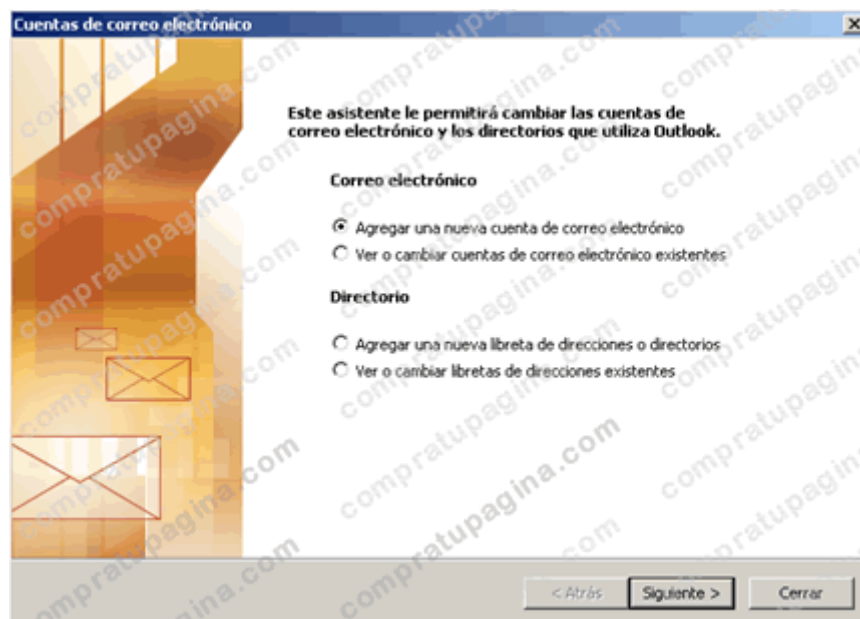 Cuentas de correo electrónico
Este asistente le permitirá cambiar las cuentas de
correo electrónico y los directorios que utiliza Outlook.
Correo electrónico
Agregar una nueva cuenta de correo electrónico
Ver o cambiar cuentas de correo electrónico existentes
Directorio
Agregar una nueva libreta de direcciones o directorios
Ver o cambiar libretas de direcciones existentes
< Atrás
Siguiente >
Cerrar
compratupagina.com